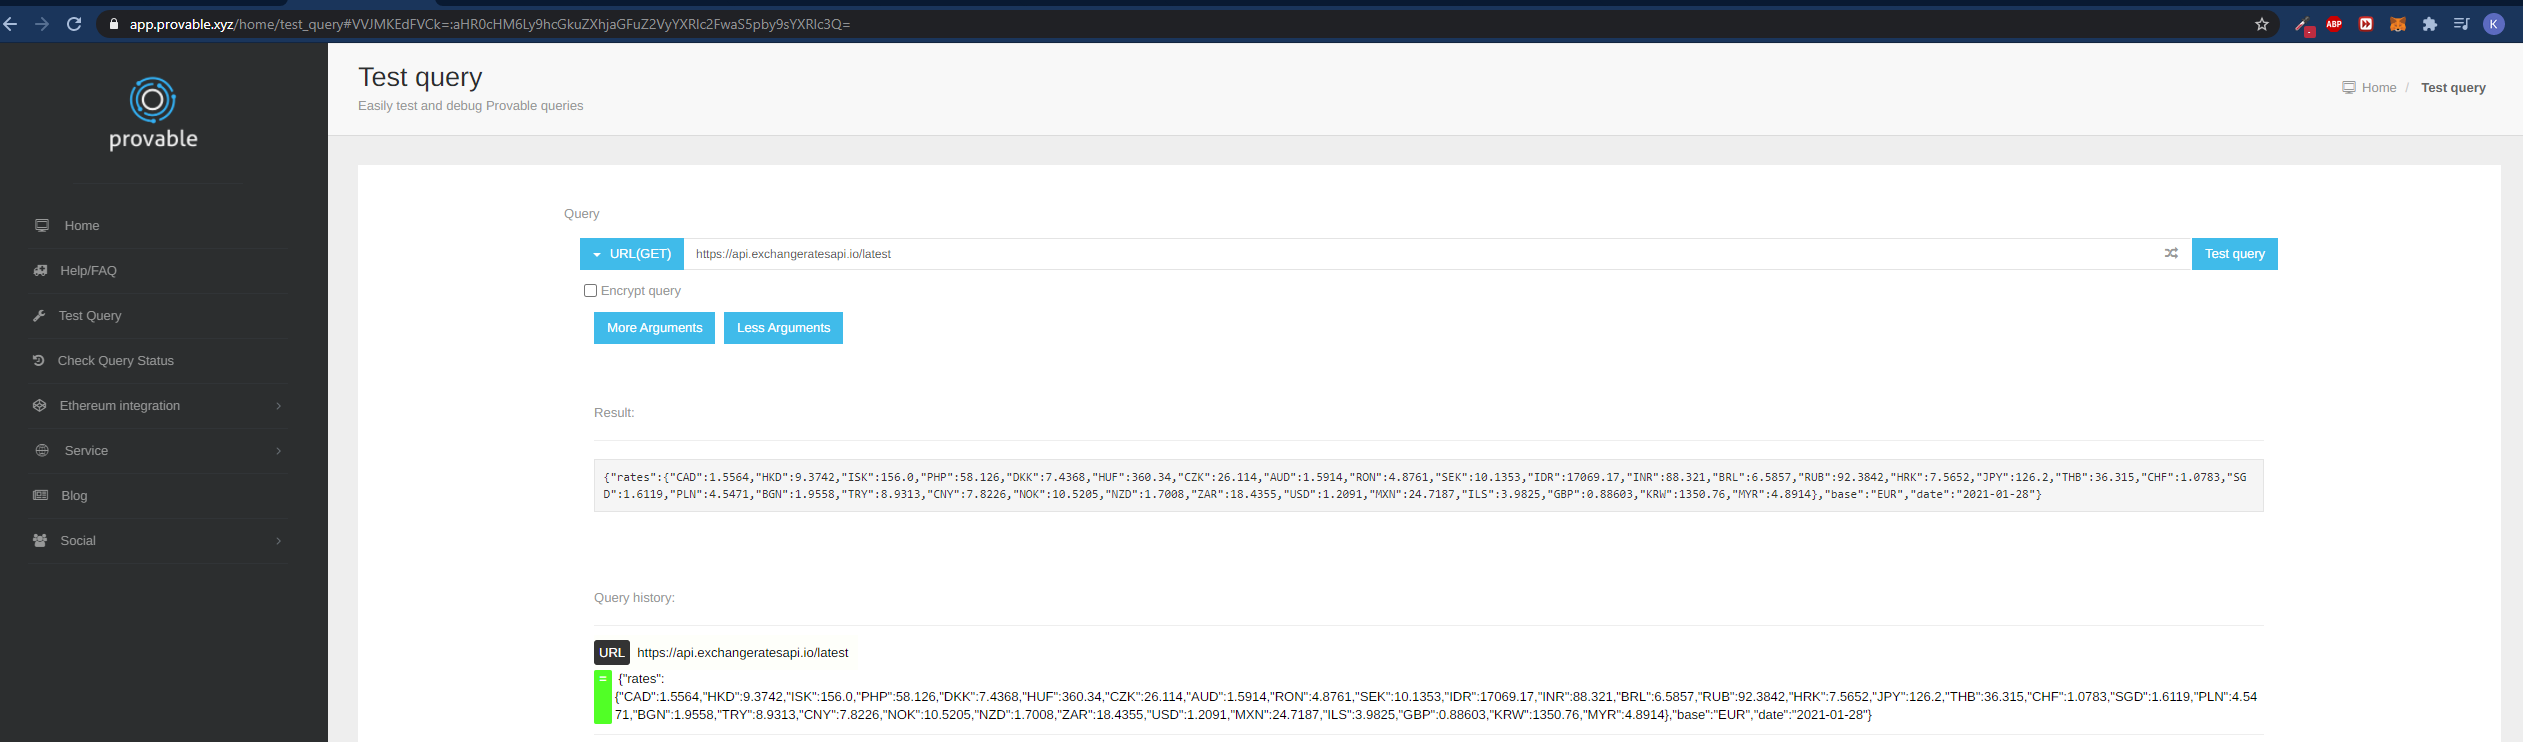 app.provable.xyz/home/test_query#VVJMKEdFVCk=:aHR0cHM6Ly9hcGkuZXhjaGFuZ2VyYXRlc2FwaS5pby9sYXRlc3Q=
ABP
K
provable
Home
Help/FAQ
Test Query
Check Query Status
Ethereum integration
Service
Blog
Social
Test query
Easily test and debug Provable queries
Home / Test query
Query
URL(GET) https://api.exchangeratesapi.io/latest Test query
Encrypt query
More Arguments Less Arguments
Result:
{"rates":{"CAD":1.5564,"HKD":9.3742,"ISK":156.0,"PHP":58.126,"DKK":7.4368,"HUF":360.34,"CZK":26.114,"AUD":1.5914,"RON":4.8761,"SEK":10.1353,"IDR":17069.17,"INR":88.321,"BRL":6.5857,"RUB":92.3842,"HRK":7.5652,"JPY":126.2,"THB":36.315,"CHF":1.0783,"SG
D":1.6119,"PLN":4.5471,"BGN":1.9558,"TRY":8.9313,"CNY":7.8226,"NOK":10.5205,"NZD":1.7008,"ZAR":18.4355,"USD":1.2091,"MXN":24.7187,"ILS":3.9825,"GBP":0.88603,"KRW":1350.76,"MYR":4.8914},"base":"EUR","date":"2021-01-28"}
Query history:
URL https://api.exchangeratesapi.io/latest
= {"rates":
{"CAD":1.5564,"HKD":9.3742,"ISK":156.0,"PHP":58.126,"DKK":7.4368,"HUF":360.34,"CZK":26.114,"AUD":1.5914,"RON":4.8761,"SEK":10.1353,"IDR":17069.17,"INR":88.321,"BRL":6.5857,"RUB":92.3842,"HRK":7.5652,"JPY":126.2,"THB":36.315,"CHF":1.0783,"SGD":1.6119,"PLN":4.54
71,"BGN":1.9558,"TRY":8.9313,"CNY":7.8226,"NOK":10.5205,"NZD":1.7008,"ZAR":18.4355,"USD":1.2091,"MXN":24.7187,"ILS":3.9825,"GBP":0.88603,"KRW":1350.76,"MYR":4.8914},"base":"EUR","date":"2021-01-28"}